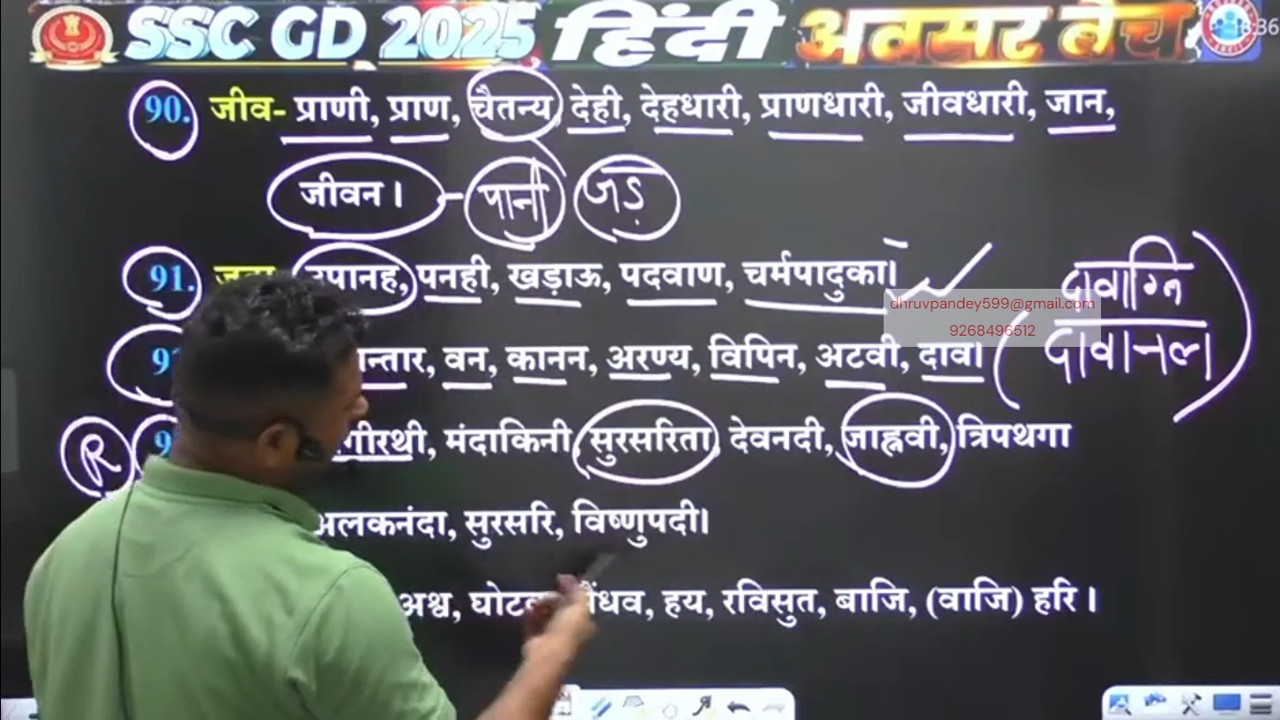 SSC GD 2025 हिंदी अवसर बैच
90. जीव- प्राणी, प्राण, चैतन्य, देही, देहधारी, प्राणधारी, जीवधारी, जान,
जीवन। - पानी जड़
91. उपानह, पनही, खड़ाऊ, पदवाण, चर्मपादुका।
दावाग्नि
dhruvpandey599@gmail.com
9268496512
वन, कानन, अरण्य, विपिन, अटवी, दाव।
दावानल
R मंदाकिनी, सुरसरिता, देवनदी, जाह्नवी, त्रिपथगा
अलकनंदा, सुरसरि, विष्णुपदी।
अश्व, हय, रविसुत, बाजि, (वाजि) हरि।